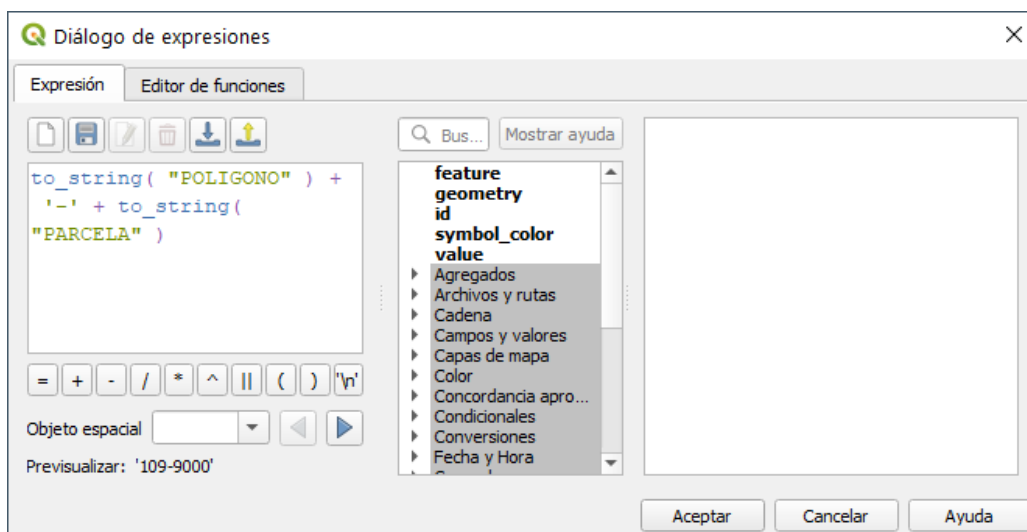 Diálogo de expresiones
Expresión
Editor de funciones
Bus...
Mostrar ayuda
to_string( "POLIGONO" ) +
'-' + to_string(
"PARCELA" )
feature
geometry
id
symbol_color
value
Agregados
Archivos y rutas
Cadena
Campos y valores
Capas de mapa
Color
Concordancia apro...
Condicionales
Conversiones
Fecha y Hora
= + - / * ^ || ( ) '\n'
Objeto espacial
Previsualizar: '109-9000'
Aceptar
Cancelar
Ayuda